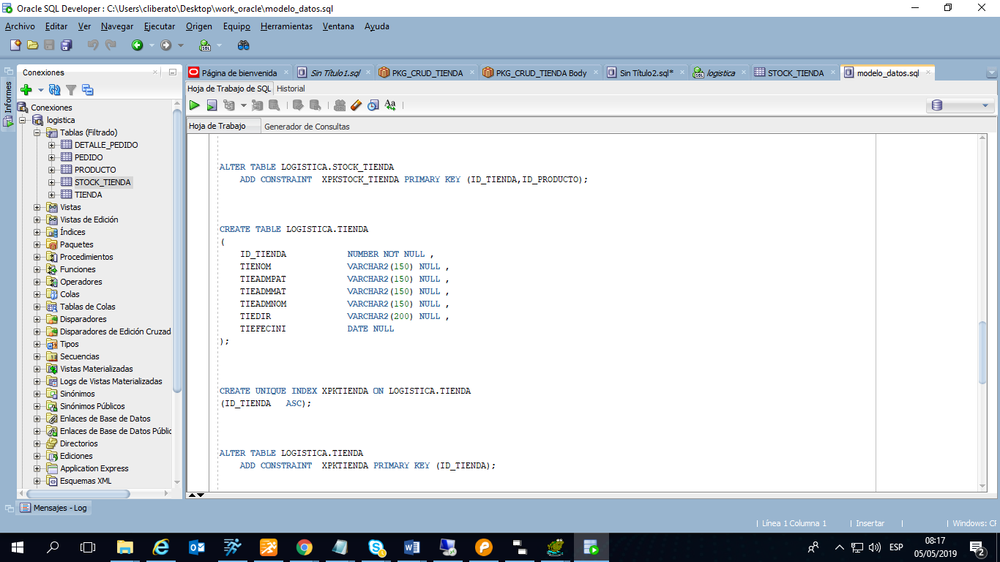 Oracle SQL Developer : C:\Users\cliberato\Desktop\work_oracle\modelo_datos.sql
Archivo Editar Ver Navegar Ejecutar Origen Equipo Herramientas Ventana Ayuda
Informes
Conexiones
Conexiones
logistica
Tablas (Filtrado)
DETALLE_PEDIDO
PEDIDO
PRODUCTO
STOCK_TIENDA
TIENDA
Vistas
Vistas de Edición
Índices
Paquetes
Procedimientos
Funciones
Operadores
Colas
Tablas de Colas
Disparadores
Disparadores de Edición Cruzad
Tipos
Secuencias
Vistas Materializadas
Logs de Vistas Materializadas
Sinónimos
Sinónimos Públicos
Enlaces de Base de Datos
Enlaces de Base de Datos Públic
Directorios
Ediciones
Application Express
Esquemas XML
Página de bienvenida Sin Título1.sql PKG_CRUD_TIENDA PKG_CRUD_TIENDA Body Sin Título2.sql* logistica STOCK_TIENDA modelo_datos.sql
Hoja de Trabajo de SQL Historial
Aa
Hoja de Trabajo Generador de Consultas
ALTER TABLE LOGISTICA.STOCK_TIENDA
ADD CONSTRAINT XPKSTOCK_TIENDA PRIMARY KEY (ID_TIENDA,ID_PRODUCTO);
CREATE TABLE LOGISTICA.TIENDA
(
ID_TIENDA NUMBER NOT NULL ,
TIENOM VARCHAR2(150) NULL ,
TIEADMPAT VARCHAR2(150) NULL ,
TIEADMMAT VARCHAR2(150) NULL ,
TIEADMNOM VARCHAR2(150) NULL ,
TIEDIR VARCHAR2(200) NULL ,
TIEFECINI DATE NULL
);
CREATE UNIQUE INDEX XPKTIENDA ON LOGISTICA.TIENDA
(ID_TIENDA ASC);
ALTER TABLE LOGISTICA.TIENDA
ADD CONSTRAINT XPKTIENDA PRIMARY KEY (ID_TIENDA);
Mensajes - Log
Línea 1 Columna 1 Insertar Windows: CF
ESP
08:17
05/05/2019
2